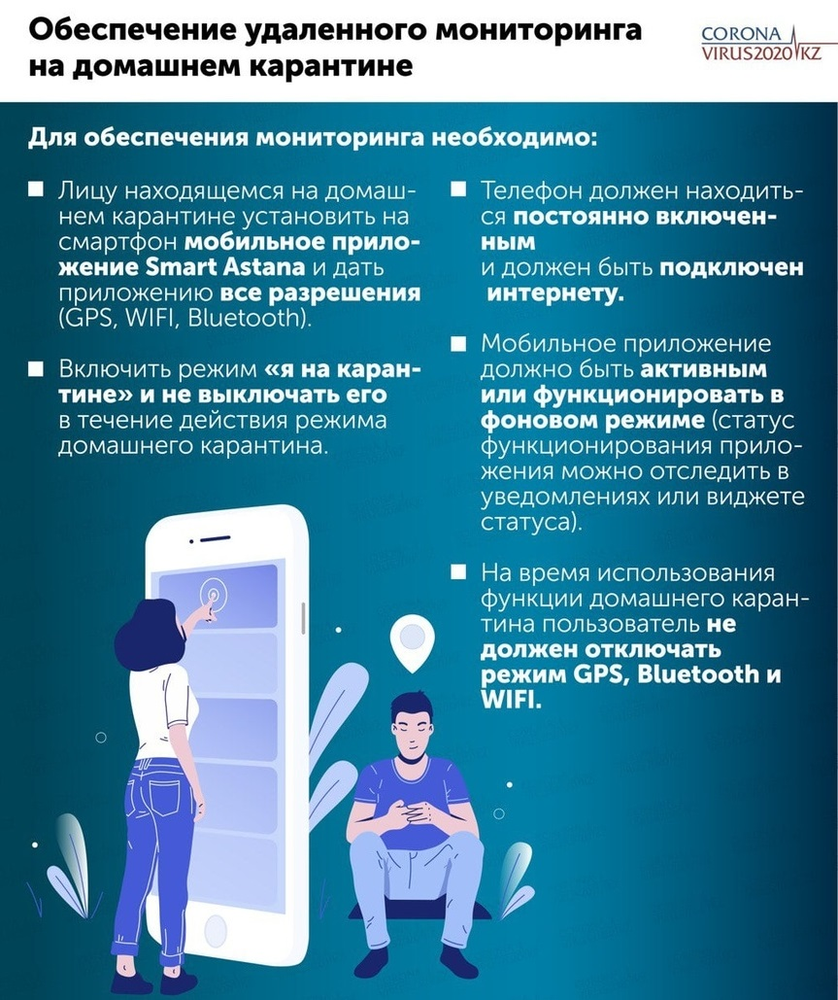 Обеспечение удаленного мониторинга
на домашнем карантине
CORONA
VIRUS2020 KZ
Для обеспечения мониторинга необходимо:
Лицу находящемся на домаш-
нем карантине установить на
смартфон мобильное прило-
жение Smart Astana и дать
приложению все разрешения
(GPS, WIFI, Bluetooth).
Включить режим «я на каран-
тине» и не выключать его
в течение действия режима
домашнего карантина.
Телефон должен находить-
ся постоянно включен-
ным
и должен быть подключен
интернету.
Мобильное приложение
должно быть активным
или функционировать в
фоновом режиме (статус
функционирования прило-
жения можно отследить в
уведомлениях или виджете
статуса).
На время использования
функции домашнего каран-
тина пользователь не
должен отключать
режим GPS, Bluetooth и
WIFI.